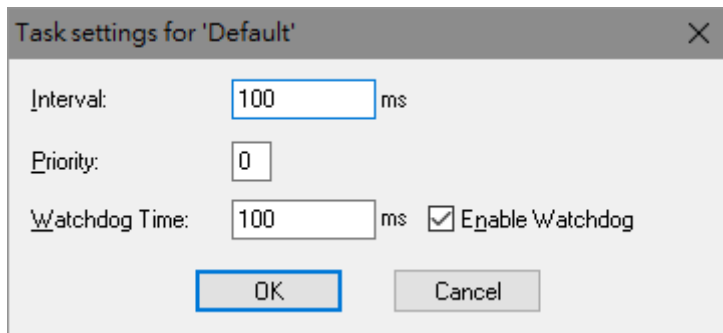 Task settings for 'Default'
Interval: 100 ms
Priority: 0
Watchdog Time: 100 ms Enable Watchdog
OK Cancel